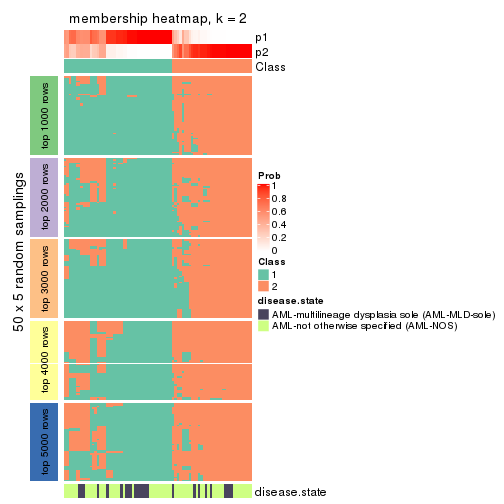 membership heatmap, k = 2
p1
p2
Class
50 x 5 random samplings
top 1000 rows
top 2000 rows
top 3000 rows
top 4000 rows
top 5000 rows
Prob
1
0.8
0.6
0.4
0.2
0
Class
1
2
disease.state
AML-multilineage dysplasia sole (AML-MLD-sole)
AML-not otherwise specified (AML-NOS)
disease.state